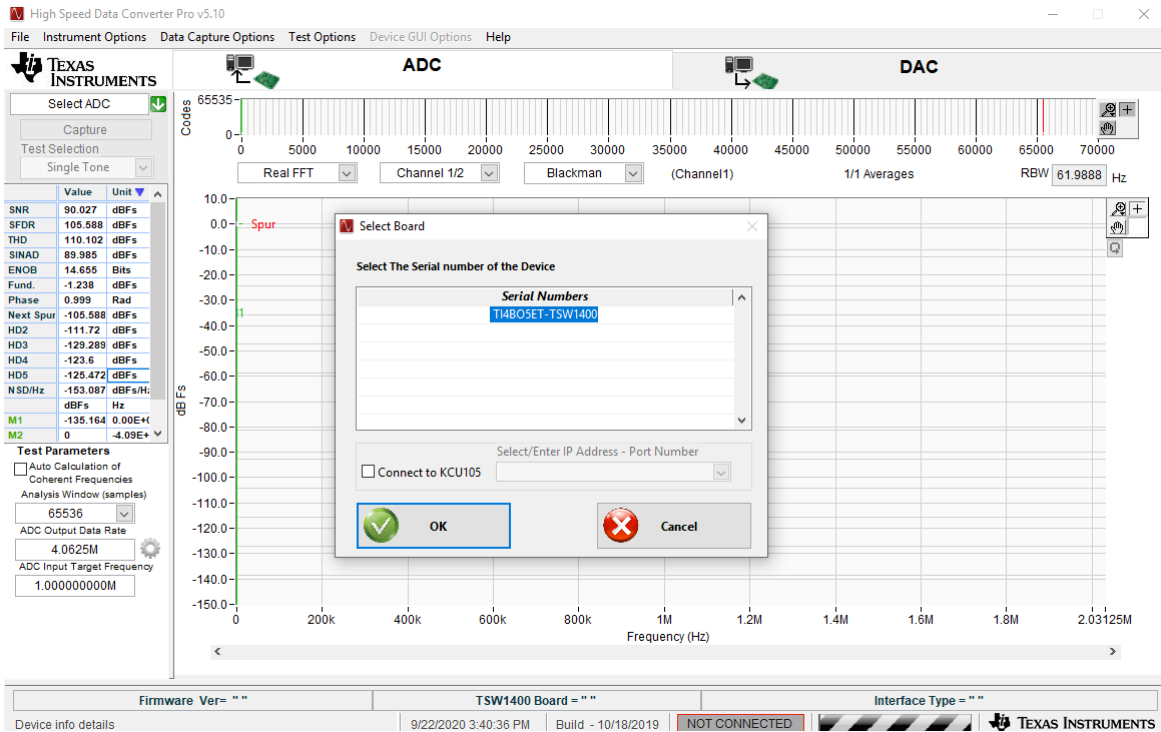 High Speed Data Converter Pro v5.10
File Instrument Options Data Capture Options Test Options Device GUI Options Help
TEXAS INSTRUMENTS
ADC
DAC
Select ADC
Capture
Test Selection
Single Tone
Codes
65535
0
0 5000 10000 15000 20000 25000 30000 35000 40000 45000 50000 55000 60000 65000 70000
Real FFT Channel 1/2 Blackman (Channel1) 1/1 Averages RBW 61.9888 Hz
Value Unit
SNR 90.027 dBFs
SFDR 105.588 dBFs
THD 110.102 dBFs
SINAD 89.985 dBFs
ENOB 14.655 Bits
Fund. -1.238 dBFs
Phase 0.999 Rad
Next Spur -105.588 dBFs
HD2 -111.72 dBFs
HD3 -129.289 dBFs
HD4 -123.6 dBFs
HD5 -125.472 dBFs
NSD/Hz -153.087 dBFs/Hz
dBFs Hz
M1 -135.164 0.00E+0
M2 0 -4.09E+
Test Parameters
Auto Calculation of
Coherent Frequencies
Analysis Window (samples)
65536
ADC Output Data Rate
4.0625M
ADC Input Target Frequency
1.000000000M
dB Fs
10.0
0.0
-10.0
-20.0
-30.0
-40.0
-50.0
-60.0
-70.0
-80.0
-90.0
-100.0
-110.0
-120.0
-130.0
-140.0
-150.0
Spur
1
0 200k 400k 600k 800k 1M 1.2M 1.4M 1.6M 1.8M 2.03125M
Frequency (Hz)
Select Board
Select The Serial number of the Device
Serial Numbers
TI4BO5ET-TSW1400
Select/Enter IP Address - Port Number
Connect to KCU105
OK
Cancel
Firmware Ver= " " TSW1400 Board = " " Interface Type = " "
Device info details 9/22/2020 3:40:36 PM Build - 10/18/2019 NOT CONNECTED TEXAS INSTRUMENTS